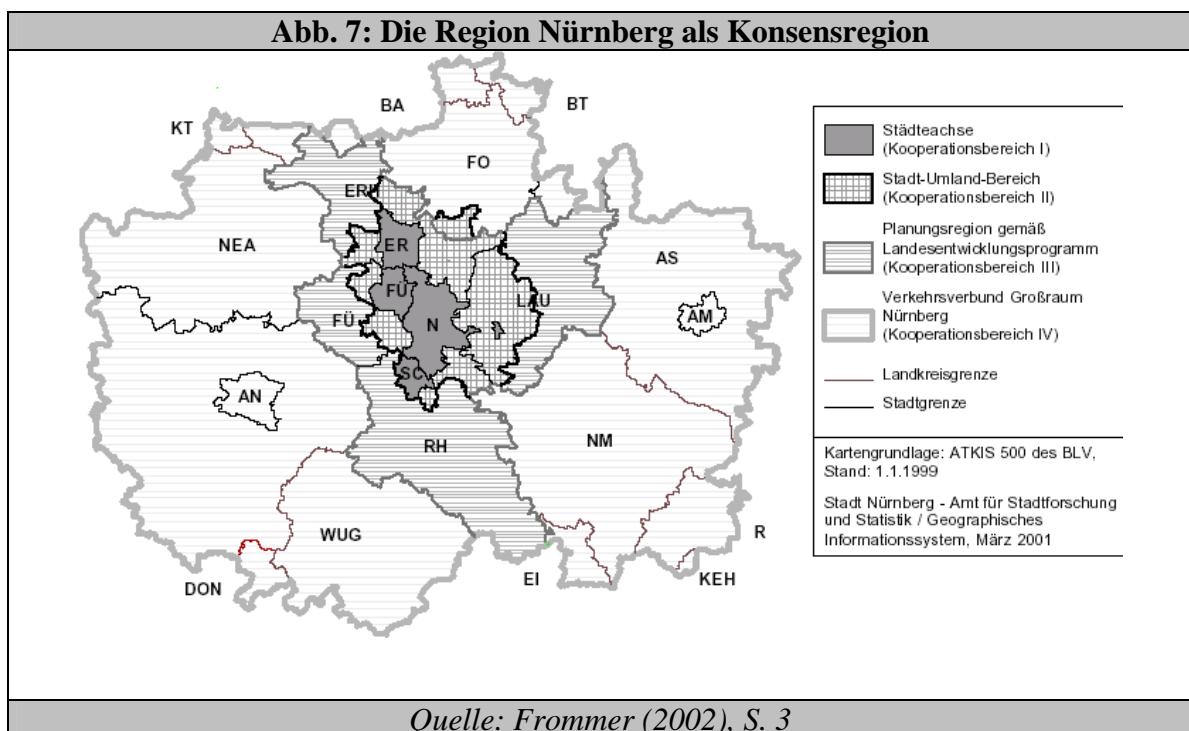 Abb. 7: Die Region Nürnberg als Konsensregion
BA
BT
KT
FO
ERH
NEA
ER
AS
FÜ
LAU
FÜ
N
AM
SC
AN
RH
NM
WUG
R
EI
KEH
DON
Städteachse
(Kooperationsbereich I)
Stadt-Umland-Bereich
(Kooperationsbereich II)
Planungsregion gemäß
Landesentwicklungsprogramm
(Kooperationsbereich III)
Verkehrsverbund Großraum
Nürnberg
(Kooperationsbereich IV)
Landkreisgrenze
Stadtgrenze
Kartengrundlage: ATKIS 500 des BLV,
Stand: 1.1.1999
Stadt Nürnberg - Amt für Stadtforschung
und Statistik / Geographisches
Informationssystem, März 2001
Quelle: Frommer (2002), S. 3